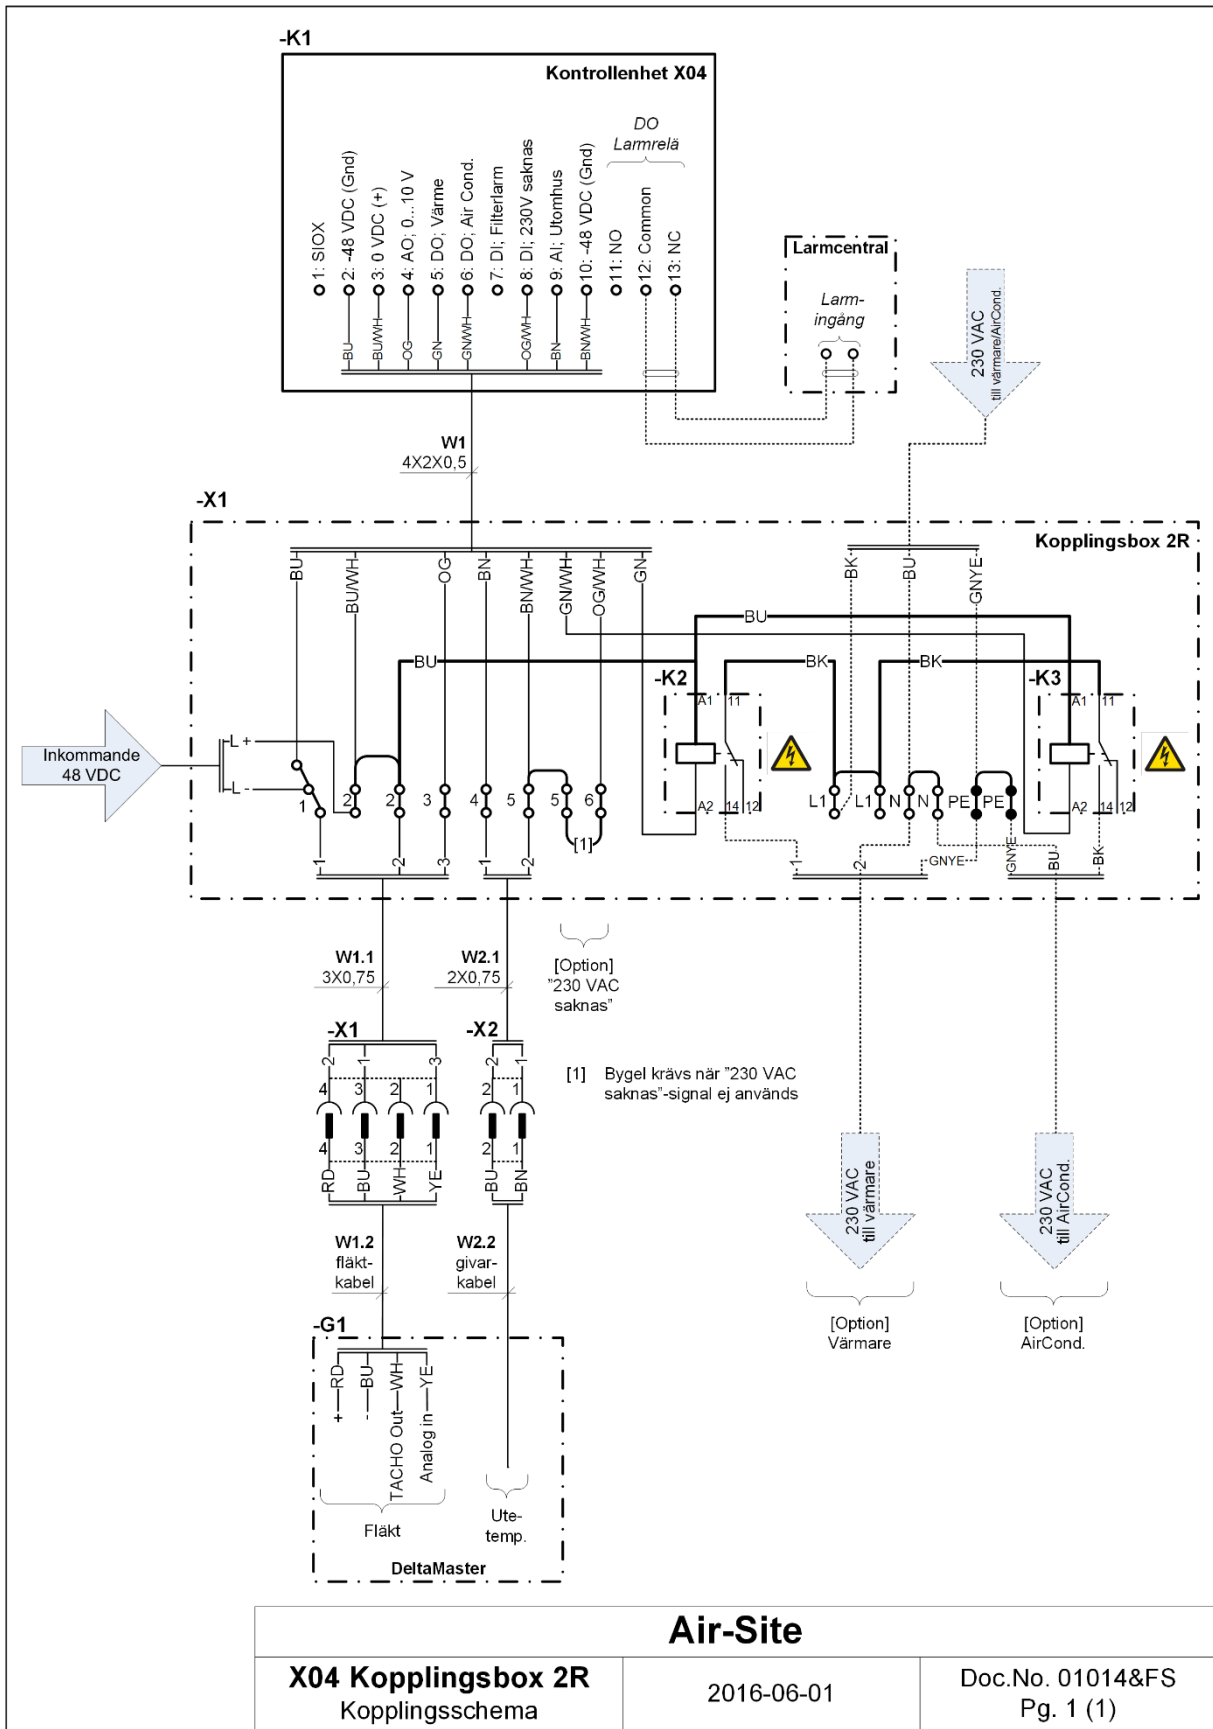 -K1
Kontrollenhet X04
DO
Larmrelä
1: SIOX
2: -48 VDC (Gnd)
3: 0 VDC (+)
4: AO; 0...10 V
5: DO; Värme
6: DO; Air Cond.
7: DI; Filterlarm
8: DI; 230V saknas
9: AI; Utomhus
10: -48 VDC (Gnd)
11: NO
12: Common
13: NC
BU
BU/WH
OG
GN
GN/WH
OG/WH
BN
BN/WH
Larmcentral
Larm-
ingång
230 VAC
till värmare/AirCond.
W1
4X2X0,5
-X1
Kopplingsbox 2R
BU
BU/WH
OG
BN
BN/WH
GN/WH
OG/WH
GN
BK
BU
GNYE
BU
BU
BK
BK
-K2
-K3
A1
11
A1
11
Inkommande
48 VDC
L +
L -
1
2
2
3
4
5
5
6
A2
14
12
L1
L1
N
N
PE
PE
A2
14
12
[1]
1
2
3
1
2
1
2
GNYE
GNYE
BU
BK
W1.1
3X0,75
W2.1
2X0,75
[Option]
"230 VAC
saknas"
-X1
-X2
2
1
3
2
1
4
3
2
1
2
1
4
3
2
1
2
1
RD
BU
WH
YE
BU
BN
[1] Bygel krävs när "230 VAC
saknas"-signal ej används
230 VAC
till värmare
230 VAC
till AirCond.
W1.2
fläkt-
kabel
W2.2
givar-
kabel
[Option]
Värmare
[Option]
AirCond.
-G1
+ RD
- BU
TACHO Out WH
Analog in YE
Fläkt
Ute-
temp.
DeltaMaster
Air-Site
X04 Kopplingsbox 2R
Kopplingsschema
2016-06-01
Doc.No. 01014&FS
Pg. 1 (1)